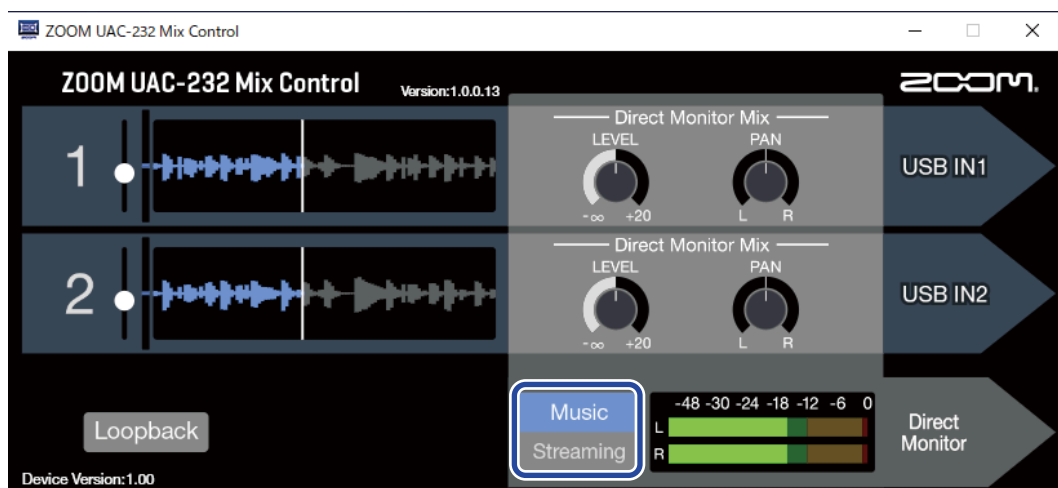 ZOOM UAC-232 Mix Control
ZOOM UAC-232 Mix Control
Version:1.0.0.13
ZOOM.
1
Direct Monitor Mix
LEVEL PAN
-∞ +20 L R
USB IN1
2
Direct Monitor Mix
LEVEL PAN
-∞ +20 L R
USB IN2
Loopback
Music
Streaming
-48 -30 -24 -18 -12 -6 0
L
R
Direct
Monitor
Device Version:1.00